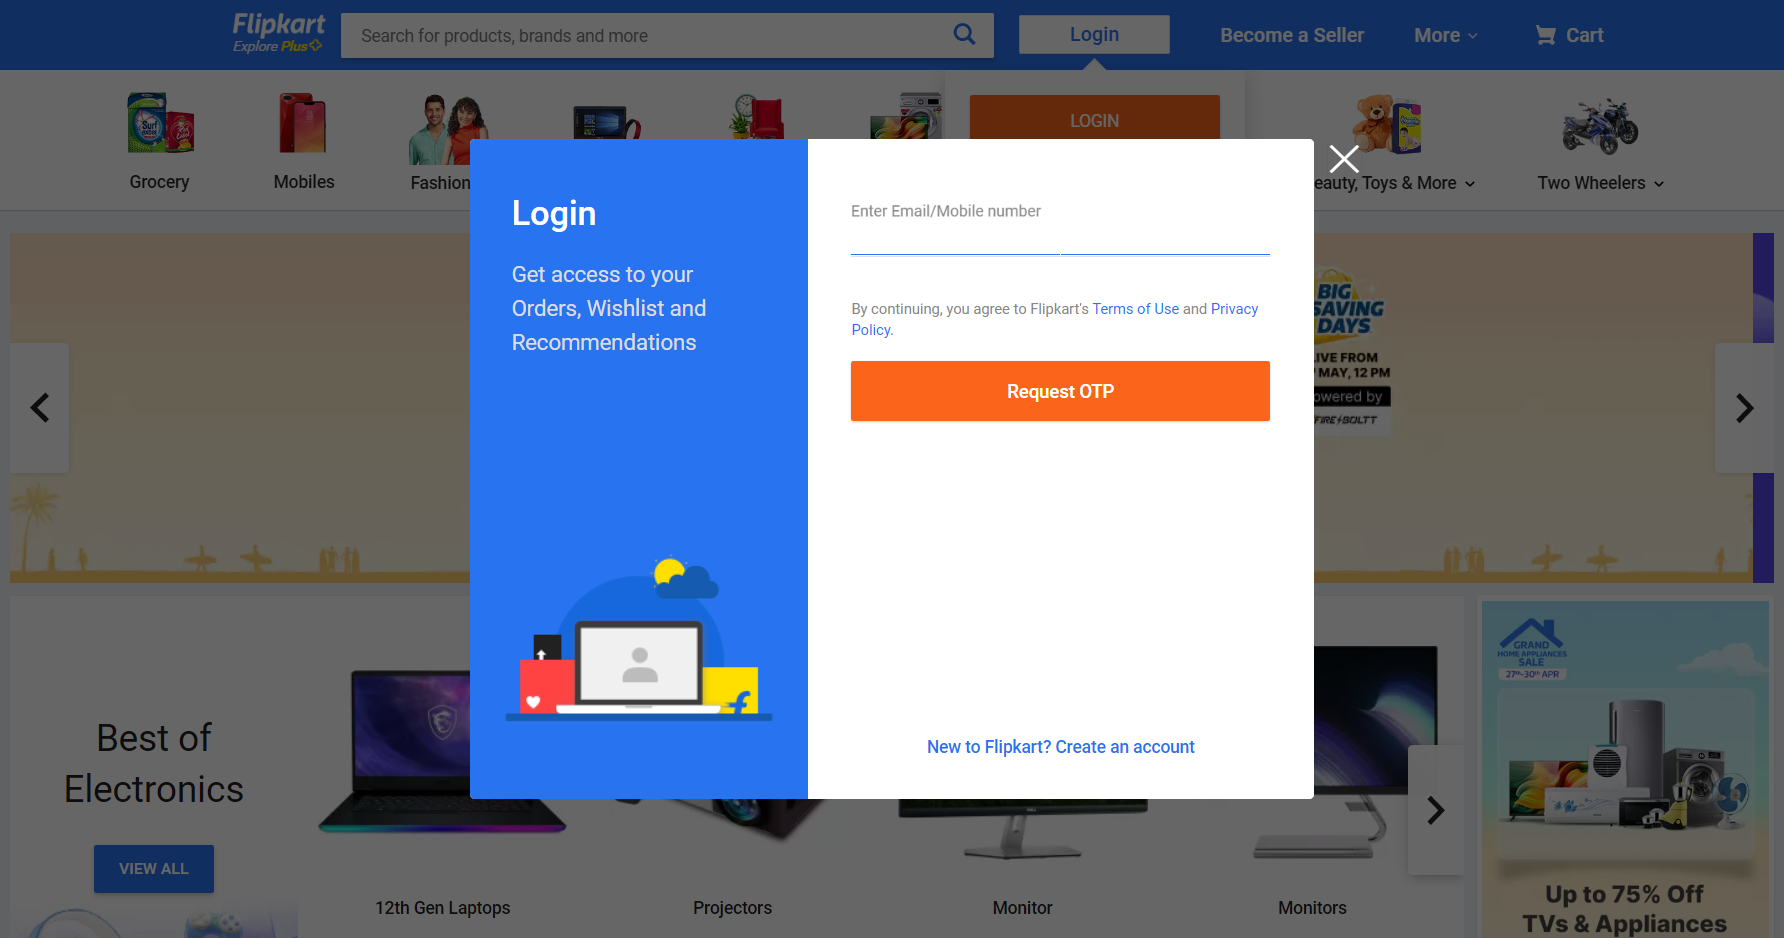 Flipkart
Explore Plus
Search for products, brands and more
Login
Become a Seller
More
Cart
LOGIN
Surf excel
Grocery
Mobiles
Fashion
eauty, Toys & More
Two Wheelers
Login
Get access to your
Orders, Wishlist and
Recommendations
Enter Email/Mobile number
By continuing, you agree to Flipkart's Terms of Use and Privacy
Policy.
Request OTP
New to Flipkart? Create an account
BIG
SAVING
DAYS
LIVE FROM
MAY, 12 PM
owered by
FIRE BOLTT
Best of
Electronics
VIEW ALL
12th Gen Laptops
Projectors
Monitor
Monitors
GRAND
HOME APPLIANCES
SALE
27TH-30TH APR
Up to 75% Off
TVs & Appliances